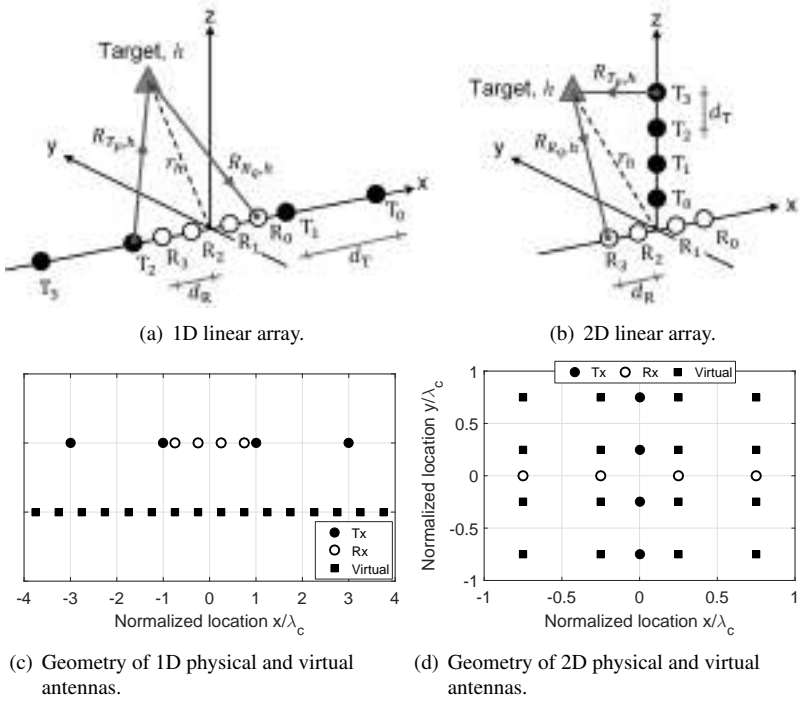 z
Target, h
R_{T_p,h}
y
r_h
R_{R_q,h}
x
T_0
T_1
R_0
R_1
R_2
R_3
T_2
T_3
d_T
d_R
(a) 1D linear array.
z
R_{T_p,h}
Target, h
T_3
d_T
T_2
R_{R_q,h}
y
r_h
T_1
T_0
x
R_0
R_1
R_2
R_3
d_R
(b) 2D linear array.
Tx
Rx
Virtual
-4 -3 -2 -1 0 1 2 3 4
Normalized location x/λ_c
(c) Geometry of 1D physical and virtual
antennas.
Tx Rx Virtual
1
0.5
0
-0.5
-1
Normalized location y/λ_c
-1 -0.5 0 0.5 1
Normalized location x/λ_c
(d) Geometry of 2D physical and virtual
antennas.